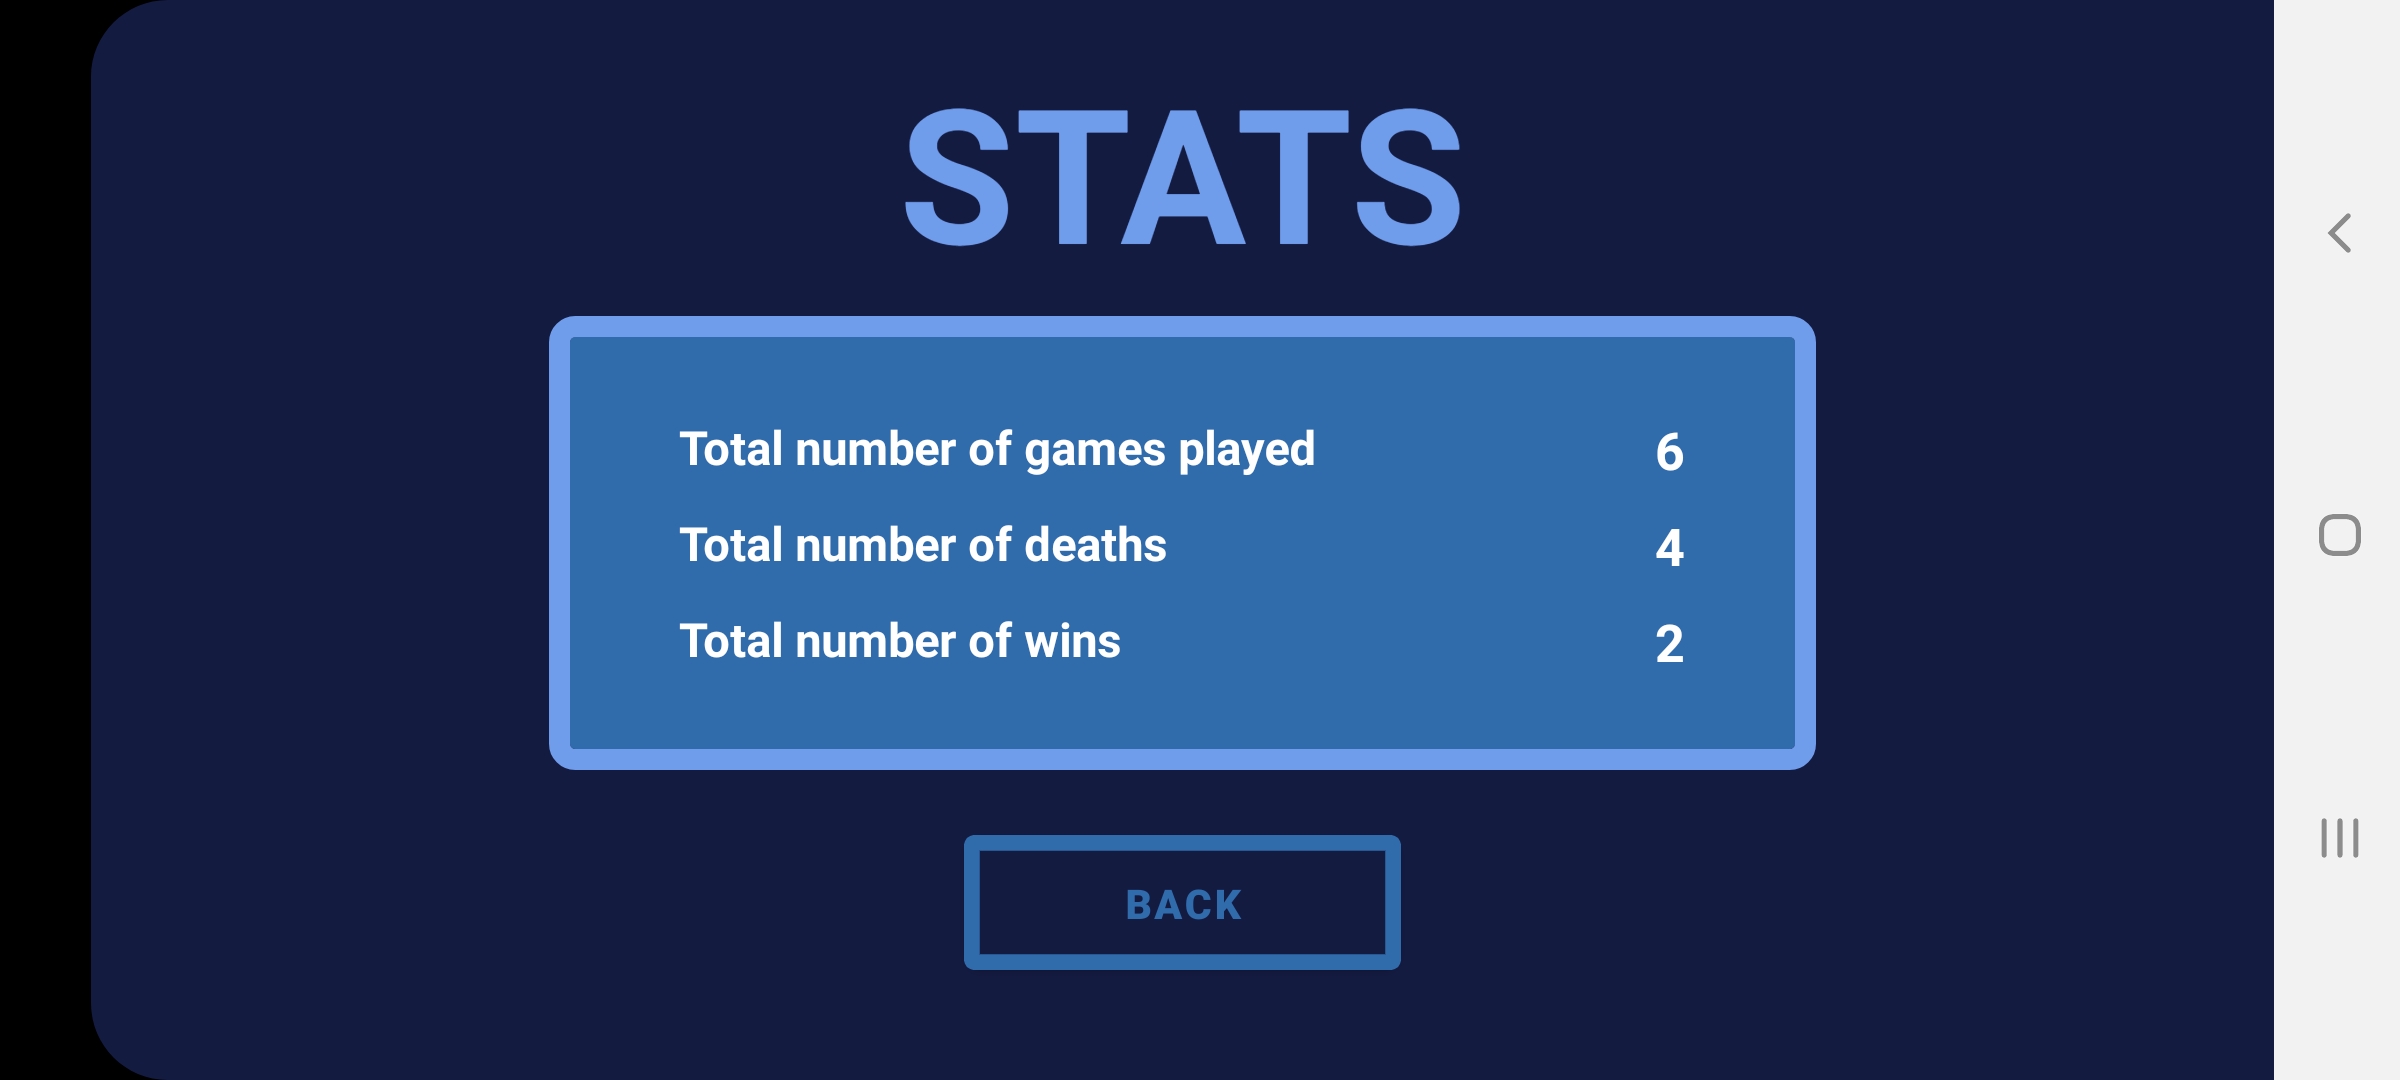 STATS
Total number of games played 6
Total number of deaths 4
Total number of wins 2
BACK